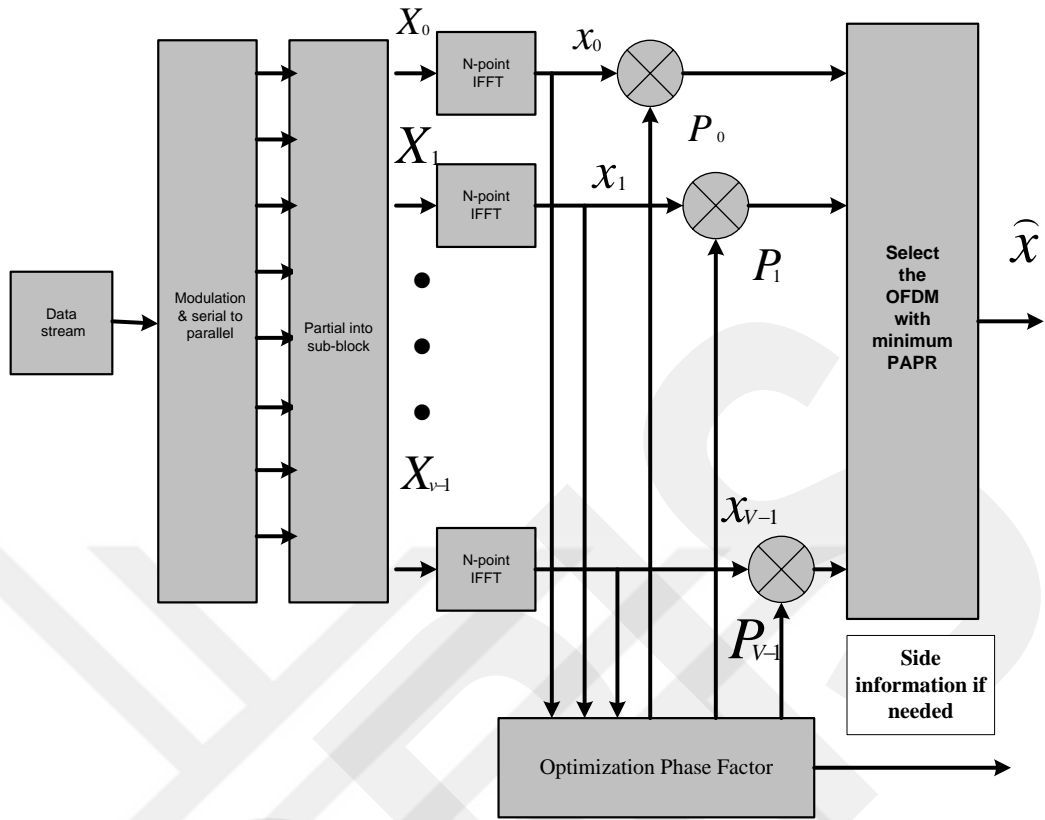 X₀
N-point
IFFT
x₀
P₀
X₁
N-point
IFFT
x₁
P₁
Data
stream
Modulation
& serial to
parallel
Partial into
sub-block
Select
the
OFDM
with
minimum
PAPR
x̂
Xᵥ₋₁
N-point
IFFT
x_{V–1}
P_{V–1}
Side
information if
needed
Optimization Phase Factor